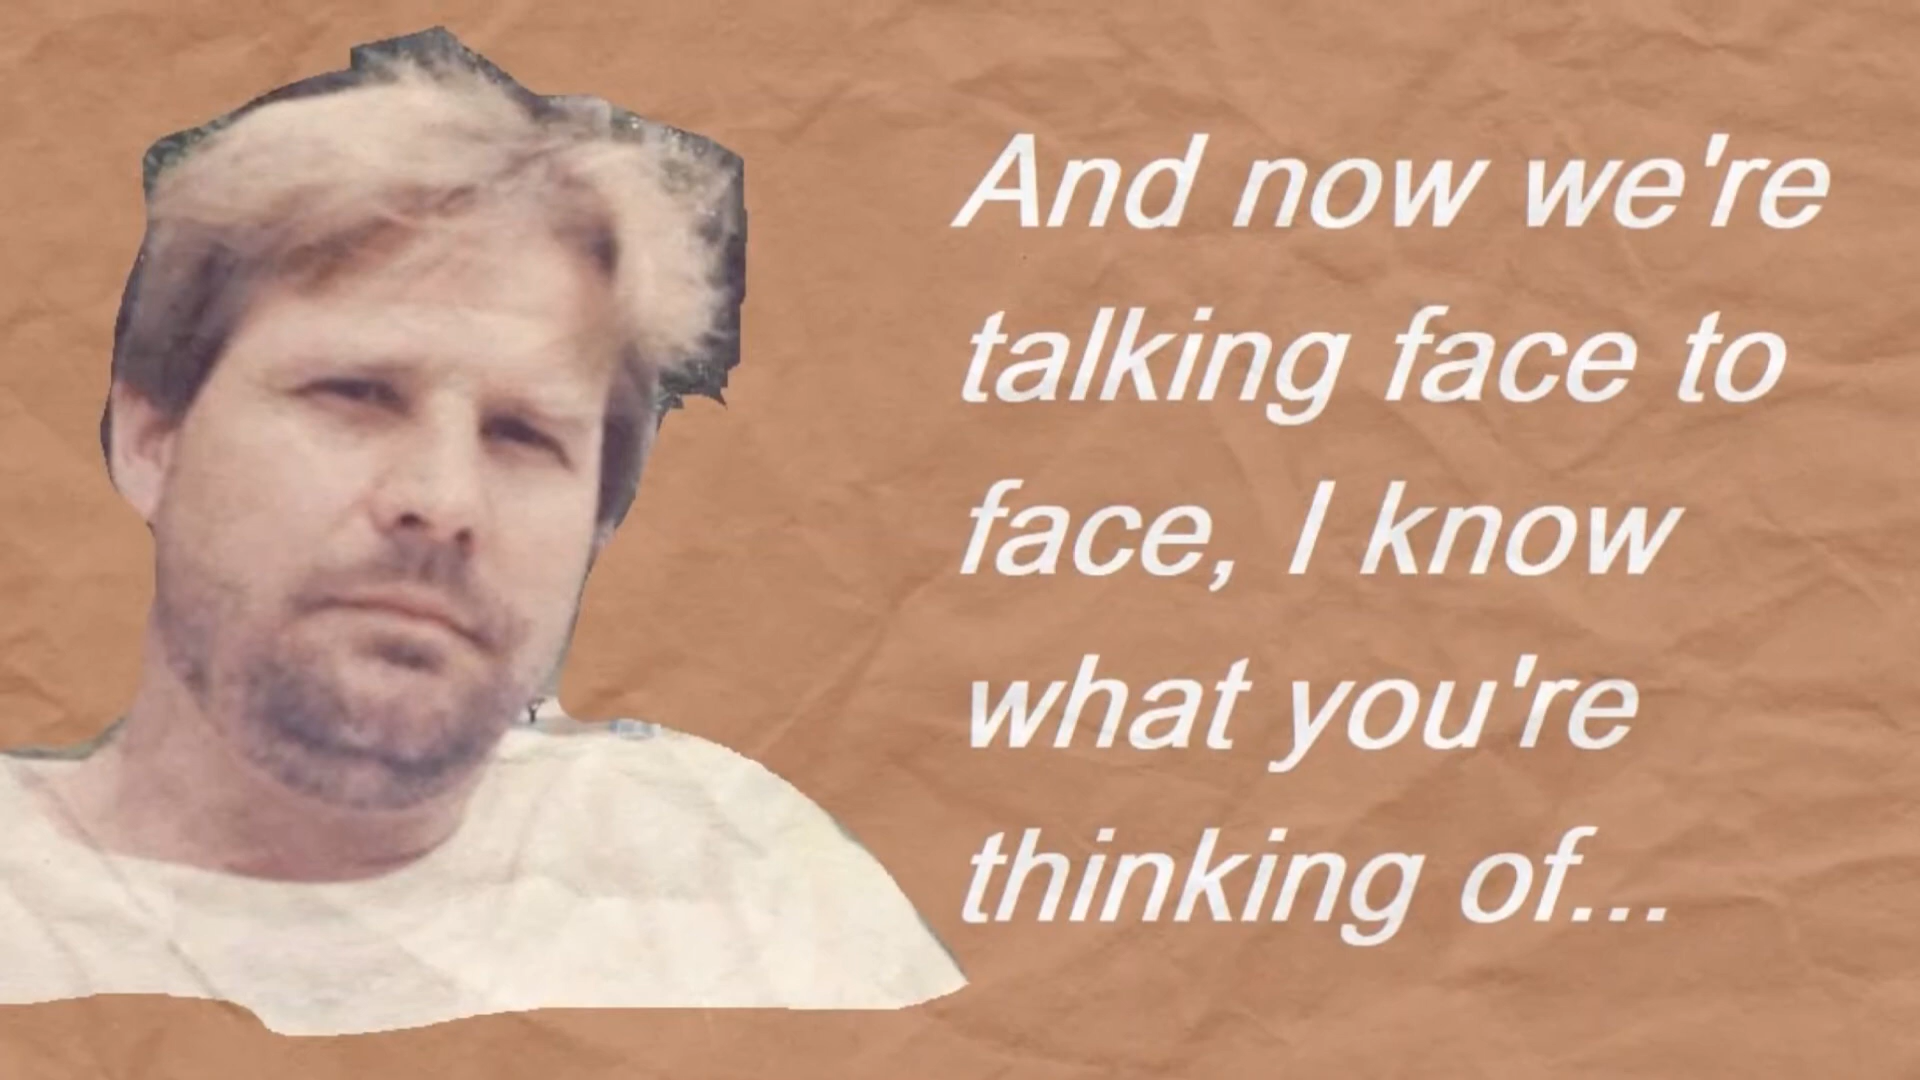 And now we're
talking face to
face, I know
what you're
thinking of...